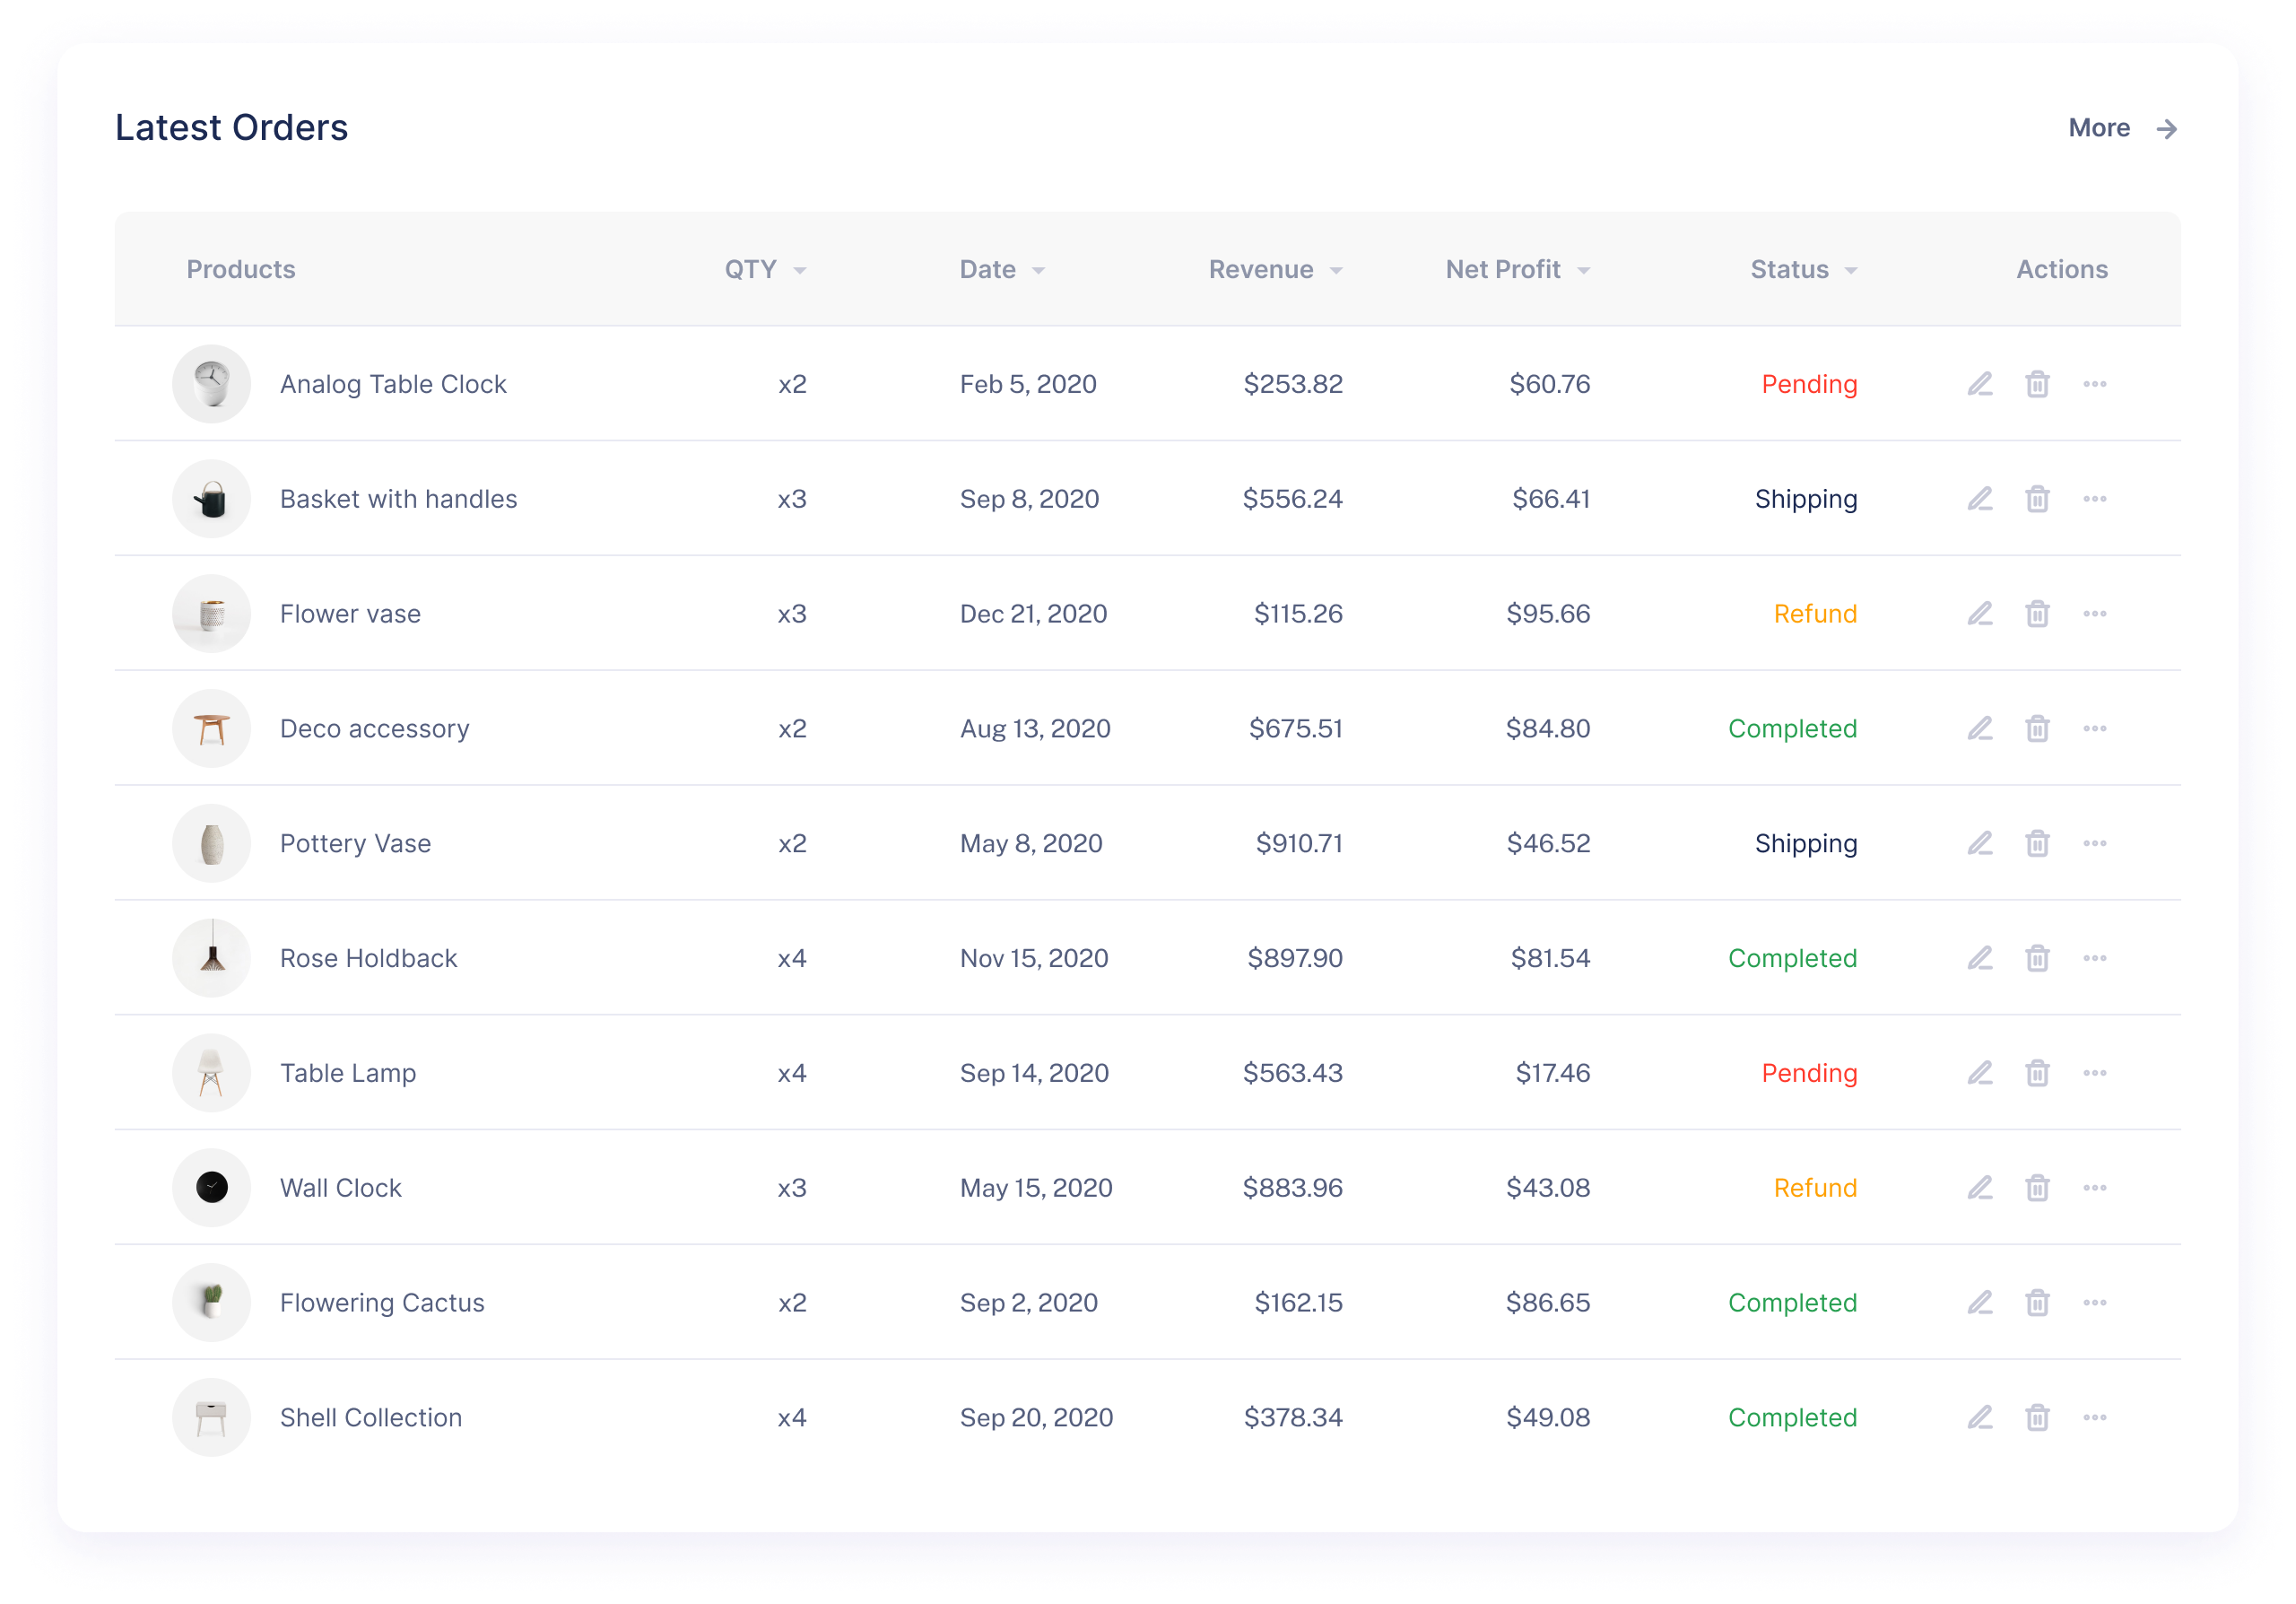 Latest Orders More
Products QTY Date Revenue Net Profit Status Actions
Analog Table Clock x2 Feb 5, 2020 $253.82 $60.76 Pending
Basket with handles x3 Sep 8, 2020 $556.24 $66.41 Shipping
Flower vase x3 Dec 21, 2020 $115.26 $95.66 Refund
Deco accessory x2 Aug 13, 2020 $675.51 $84.80 Completed
Pottery Vase x2 May 8, 2020 $910.71 $46.52 Shipping
Rose Holdback x4 Nov 15, 2020 $897.90 $81.54 Completed
Table Lamp x4 Sep 14, 2020 $563.43 $17.46 Pending
Wall Clock x3 May 15, 2020 $883.96 $43.08 Refund
Flowering Cactus x2 Sep 2, 2020 $162.15 $86.65 Completed
Shell Collection x4 Sep 20, 2020 $378.34 $49.08 Completed